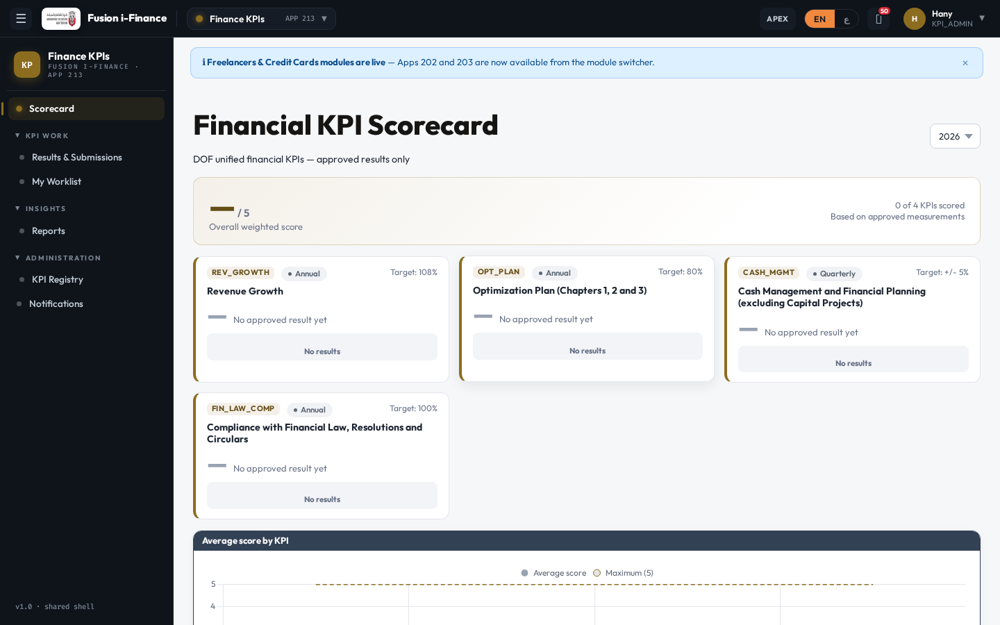 Fusion i-Finance
Finance KPIs
APP 213
APEX
EN
ع
50
H
Hany
KPI_ADMIN
KP
Finance KPIs
FUSION I-FINANCE ·
APP 213
Scorecard
KPI WORK
Results & Submissions
My Worklist
INSIGHTS
Reports
ADMINISTRATION
KPI Registry
Notifications
v1.0 · shared shell
ℹ Freelancers & Credit Cards modules are live — Apps 202 and 203 are now available from the module switcher.
×
Financial KPI Scorecard
2026
DOF unified financial KPIs — approved results only
— / 5
Overall weighted score
0 of 4 KPIs scored
Based on approved measurements
REV_GROWTH
Annual
Target: 108%
Revenue Growth
— No approved result yet
No results
OPT_PLAN
Annual
Target: 80%
Optimization Plan (Chapters 1, 2 and 3)
— No approved result yet
No results
CASH_MGMT
Quarterly
Target: +/- 5%
Cash Management and Financial Planning
(excluding Capital Projects)
— No approved result yet
No results
FIN_LAW_COMP
Annual
Target: 100%
Compliance with Financial Law, Resolutions and
Circulars
— No approved result yet
No results
Average score by KPI
Average score
Maximum (5)
5
4